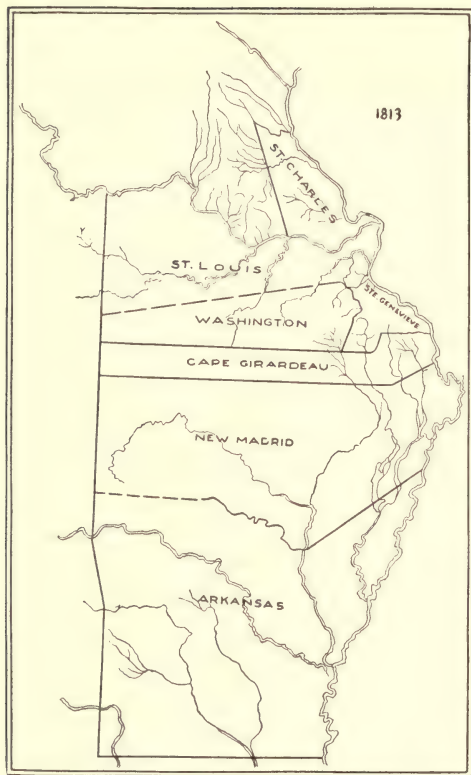 1813
ST. CHARLES
ST. LOUIS
STE. GENEVIEVE
WASHINGTON
CAPE GIRARDEAU
NEW MADRID
ARKANSAS